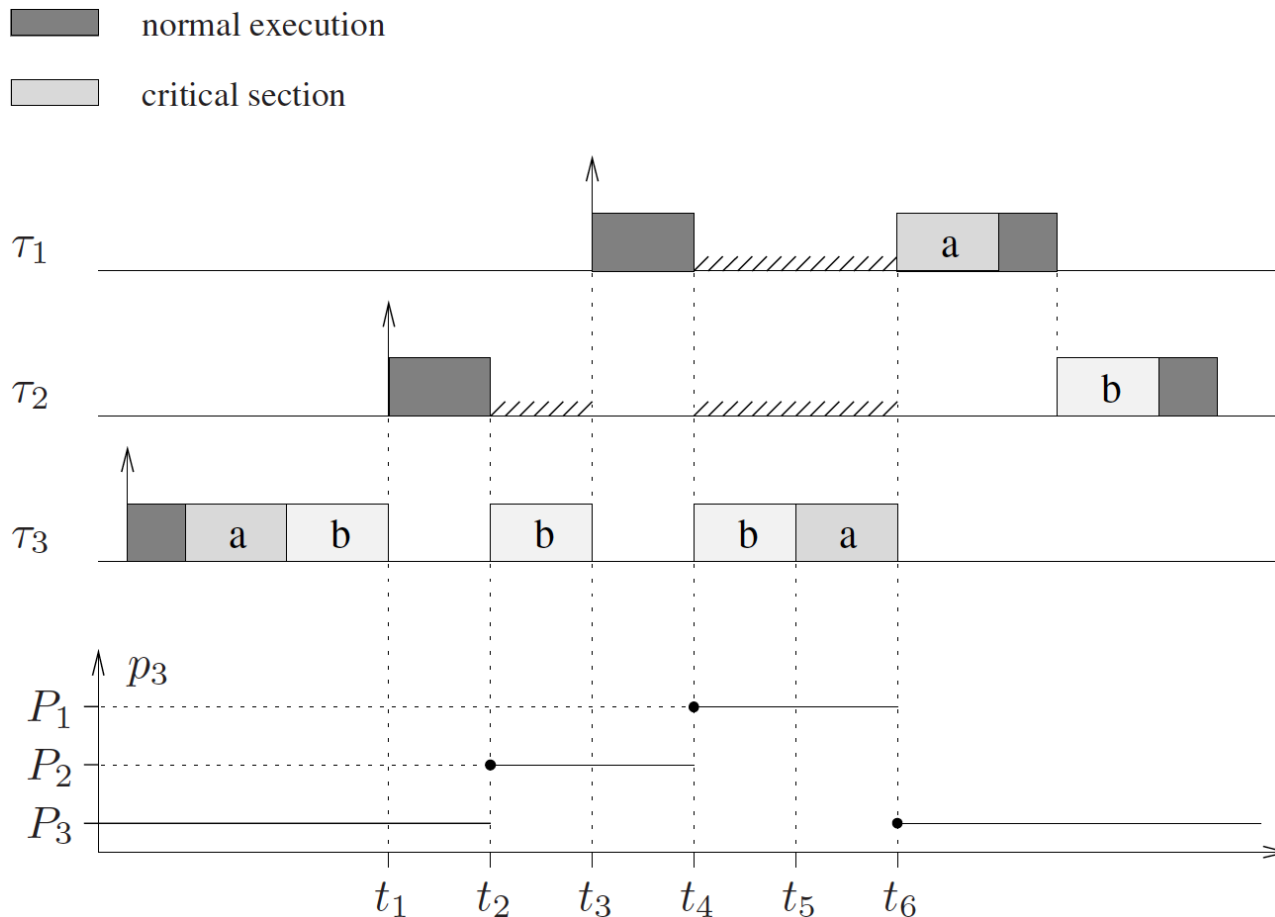 normal execution
critical section
τ1
a
τ2
b
τ3
a b b b a
p3
P1
P2
P3
t1 t2 t3 t4 t5 t6